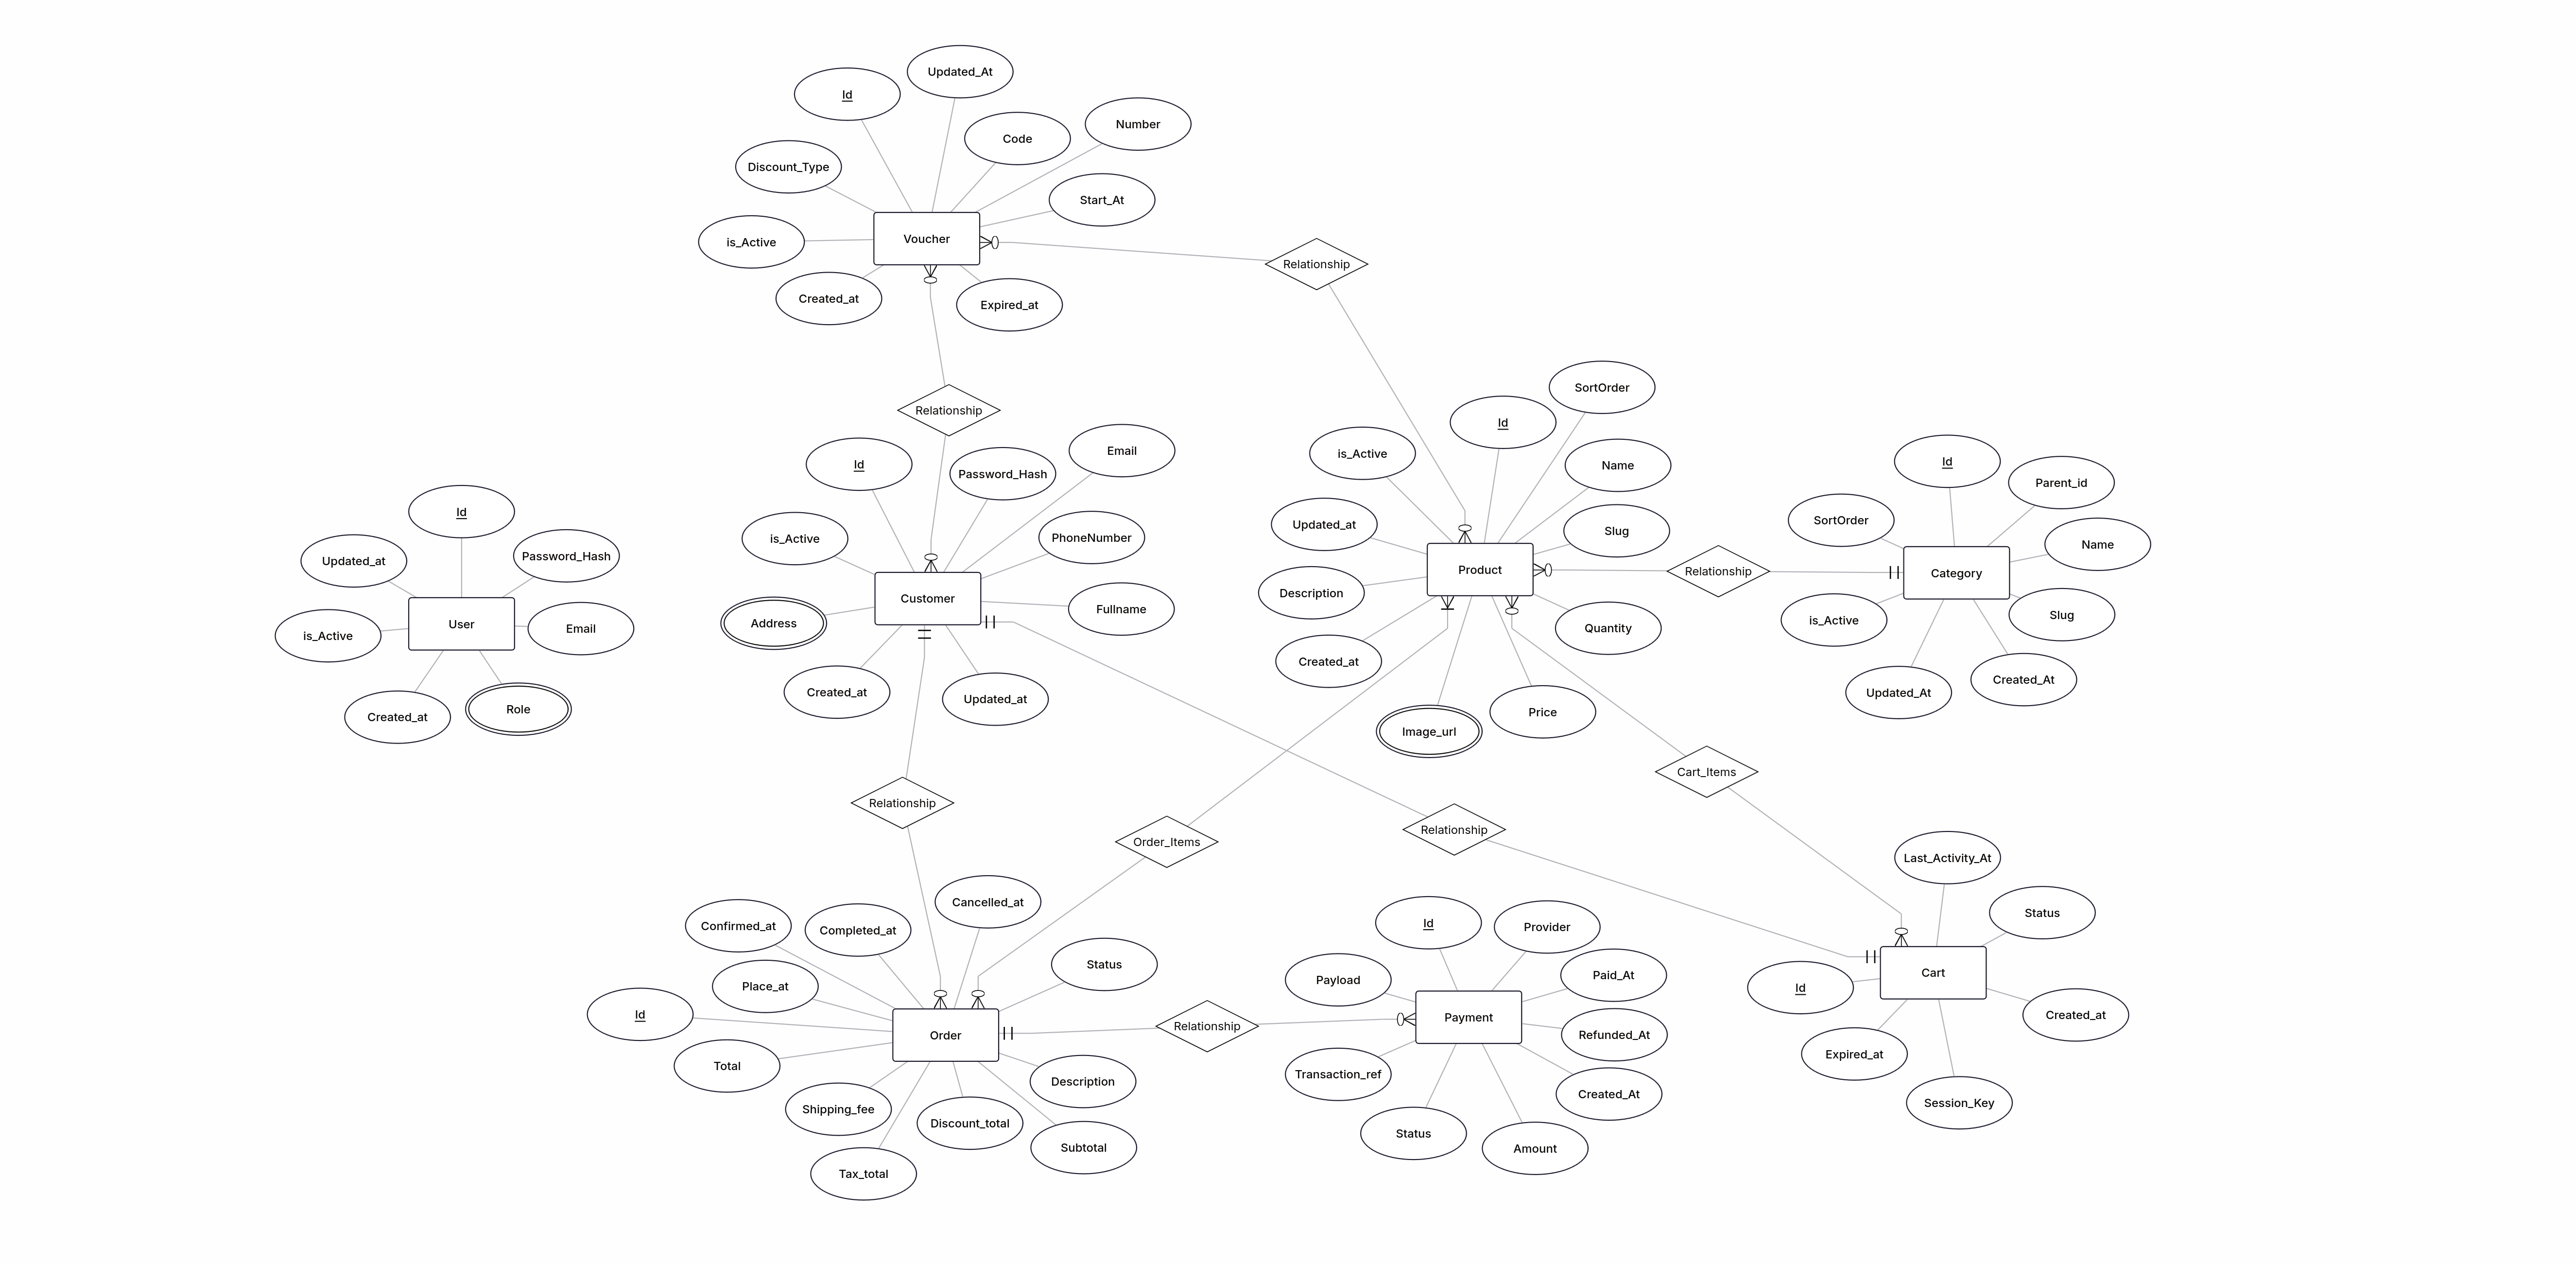 Updated_At
Id
Code
Number
Discount_Type
Start_At
Voucher
is_Active
Created_at
Expired_at
Relationship
Relationship
Id
Password_Hash
Email
is_Active
PhoneNumber
Customer
Address
Fullname
Created_at
Updated_at
Id
Updated_at
Password_Hash
User
is_Active
Email
Created_at
Role
SortOrder
Id
is_Active
Name
Updated_at
Slug
Product
Description
Quantity
Created_at
Price
Image_url
Relationship
Id
Parent_id
SortOrder
Name
Category
is_Active
Slug
Updated_At
Created_At
Cart_Items
Relationship
Order_Items
Relationship
Cancelled_at
Confirmed_at
Completed_at
Status
Place_at
Id
Order
Total
Description
Shipping_fee
Discount_total
Subtotal
Tax_total
Relationship
Id
Provider
Payload
Paid_At
Payment
Refunded_At
Transaction_ref
Created_At
Status
Amount
Last_Activity_At
Status
Cart
Id
Created_at
Expired_at
Session_Key